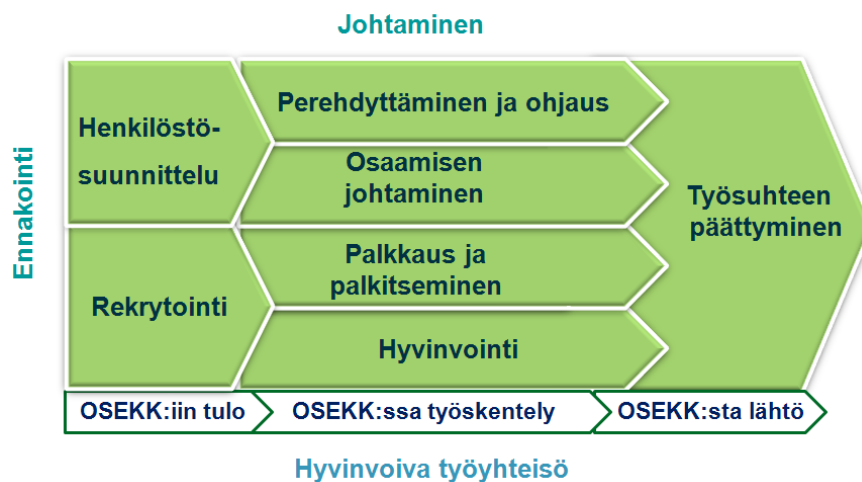 Johtaminen
Ennakointi
Henkilöstö-
suunnittelu
Rekrytointi
Perehdyttäminen ja ohjaus
Osaamisen
johtaminen
Palkkaus ja
palkitseminen
Hyvinvointi
Työsuhteen
päättyminen
OSEKK:iin tulo
OSEKK:ssa työskentely
OSEKK:sta lähtö
Hyvinvoiva työyhteisö